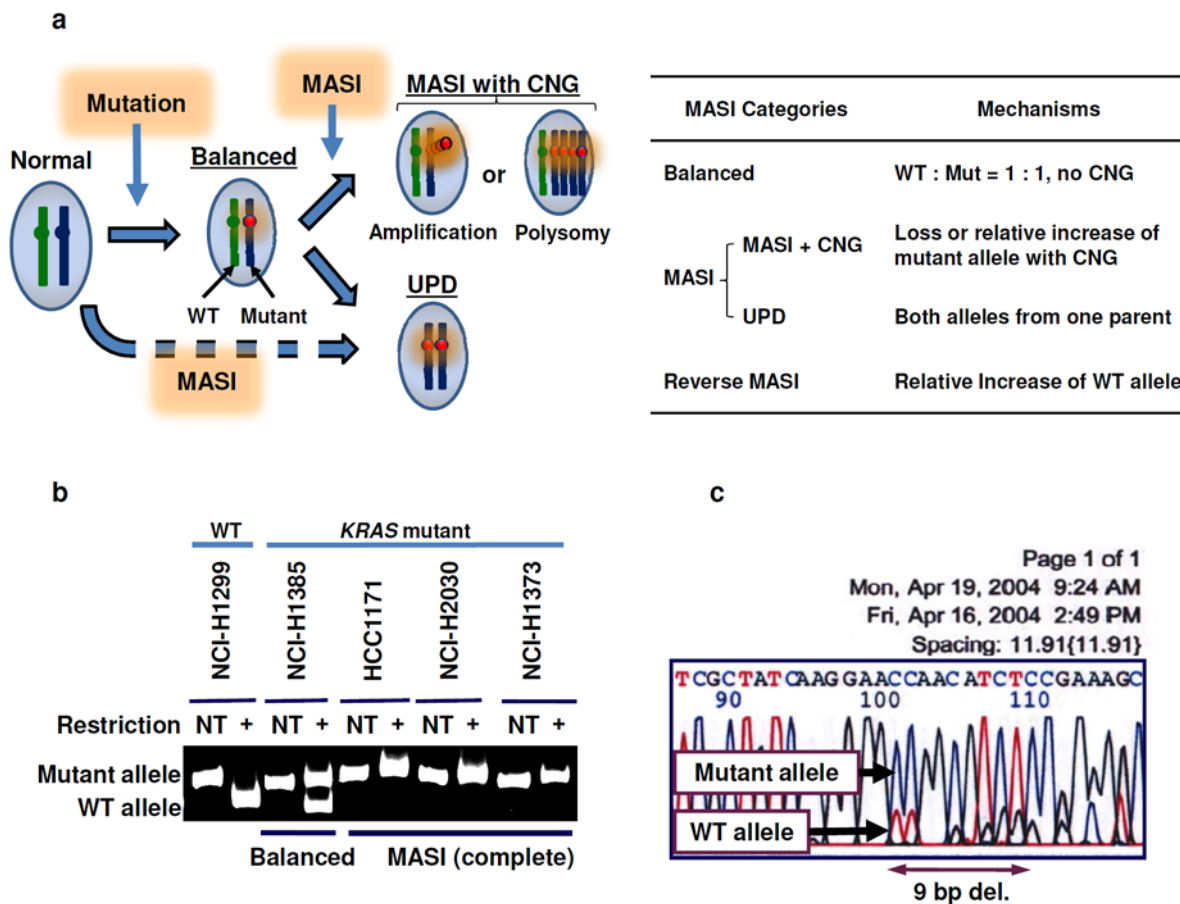 a
Mutation
MASI
MASI with CNG
Normal
Balanced
or
Amplification
Polysomy
WT
Mutant
UPD
MASI
MASI Categories
Mechanisms
Balanced
WT : Mut = 1 : 1, no CNG
MASI
MASI + CNG
Loss or relative increase of
mutant allele with CNG
UPD
Both alleles from one parent
Reverse MASI
Relative Increase of WT allele
b
WT
KRAS mutant
NCI-H1299
NCI-H1385
HCC1171
NCI-H2030
NCI-H1373
Restriction NT + NT + NT + NT + NT +
Mutant allele
WT allele
Balanced
MASI (complete)
c
Page 1 of 1
Mon, Apr 19, 2004 9:24 AM
Fri, Apr 16, 2004 2:49 PM
Spacing: 11.91{11.91}
TCGCTATCAAGGAACCAACATCTCCGAAAGC
90 100 110
Mutant allele
WT allele
9 bp del.